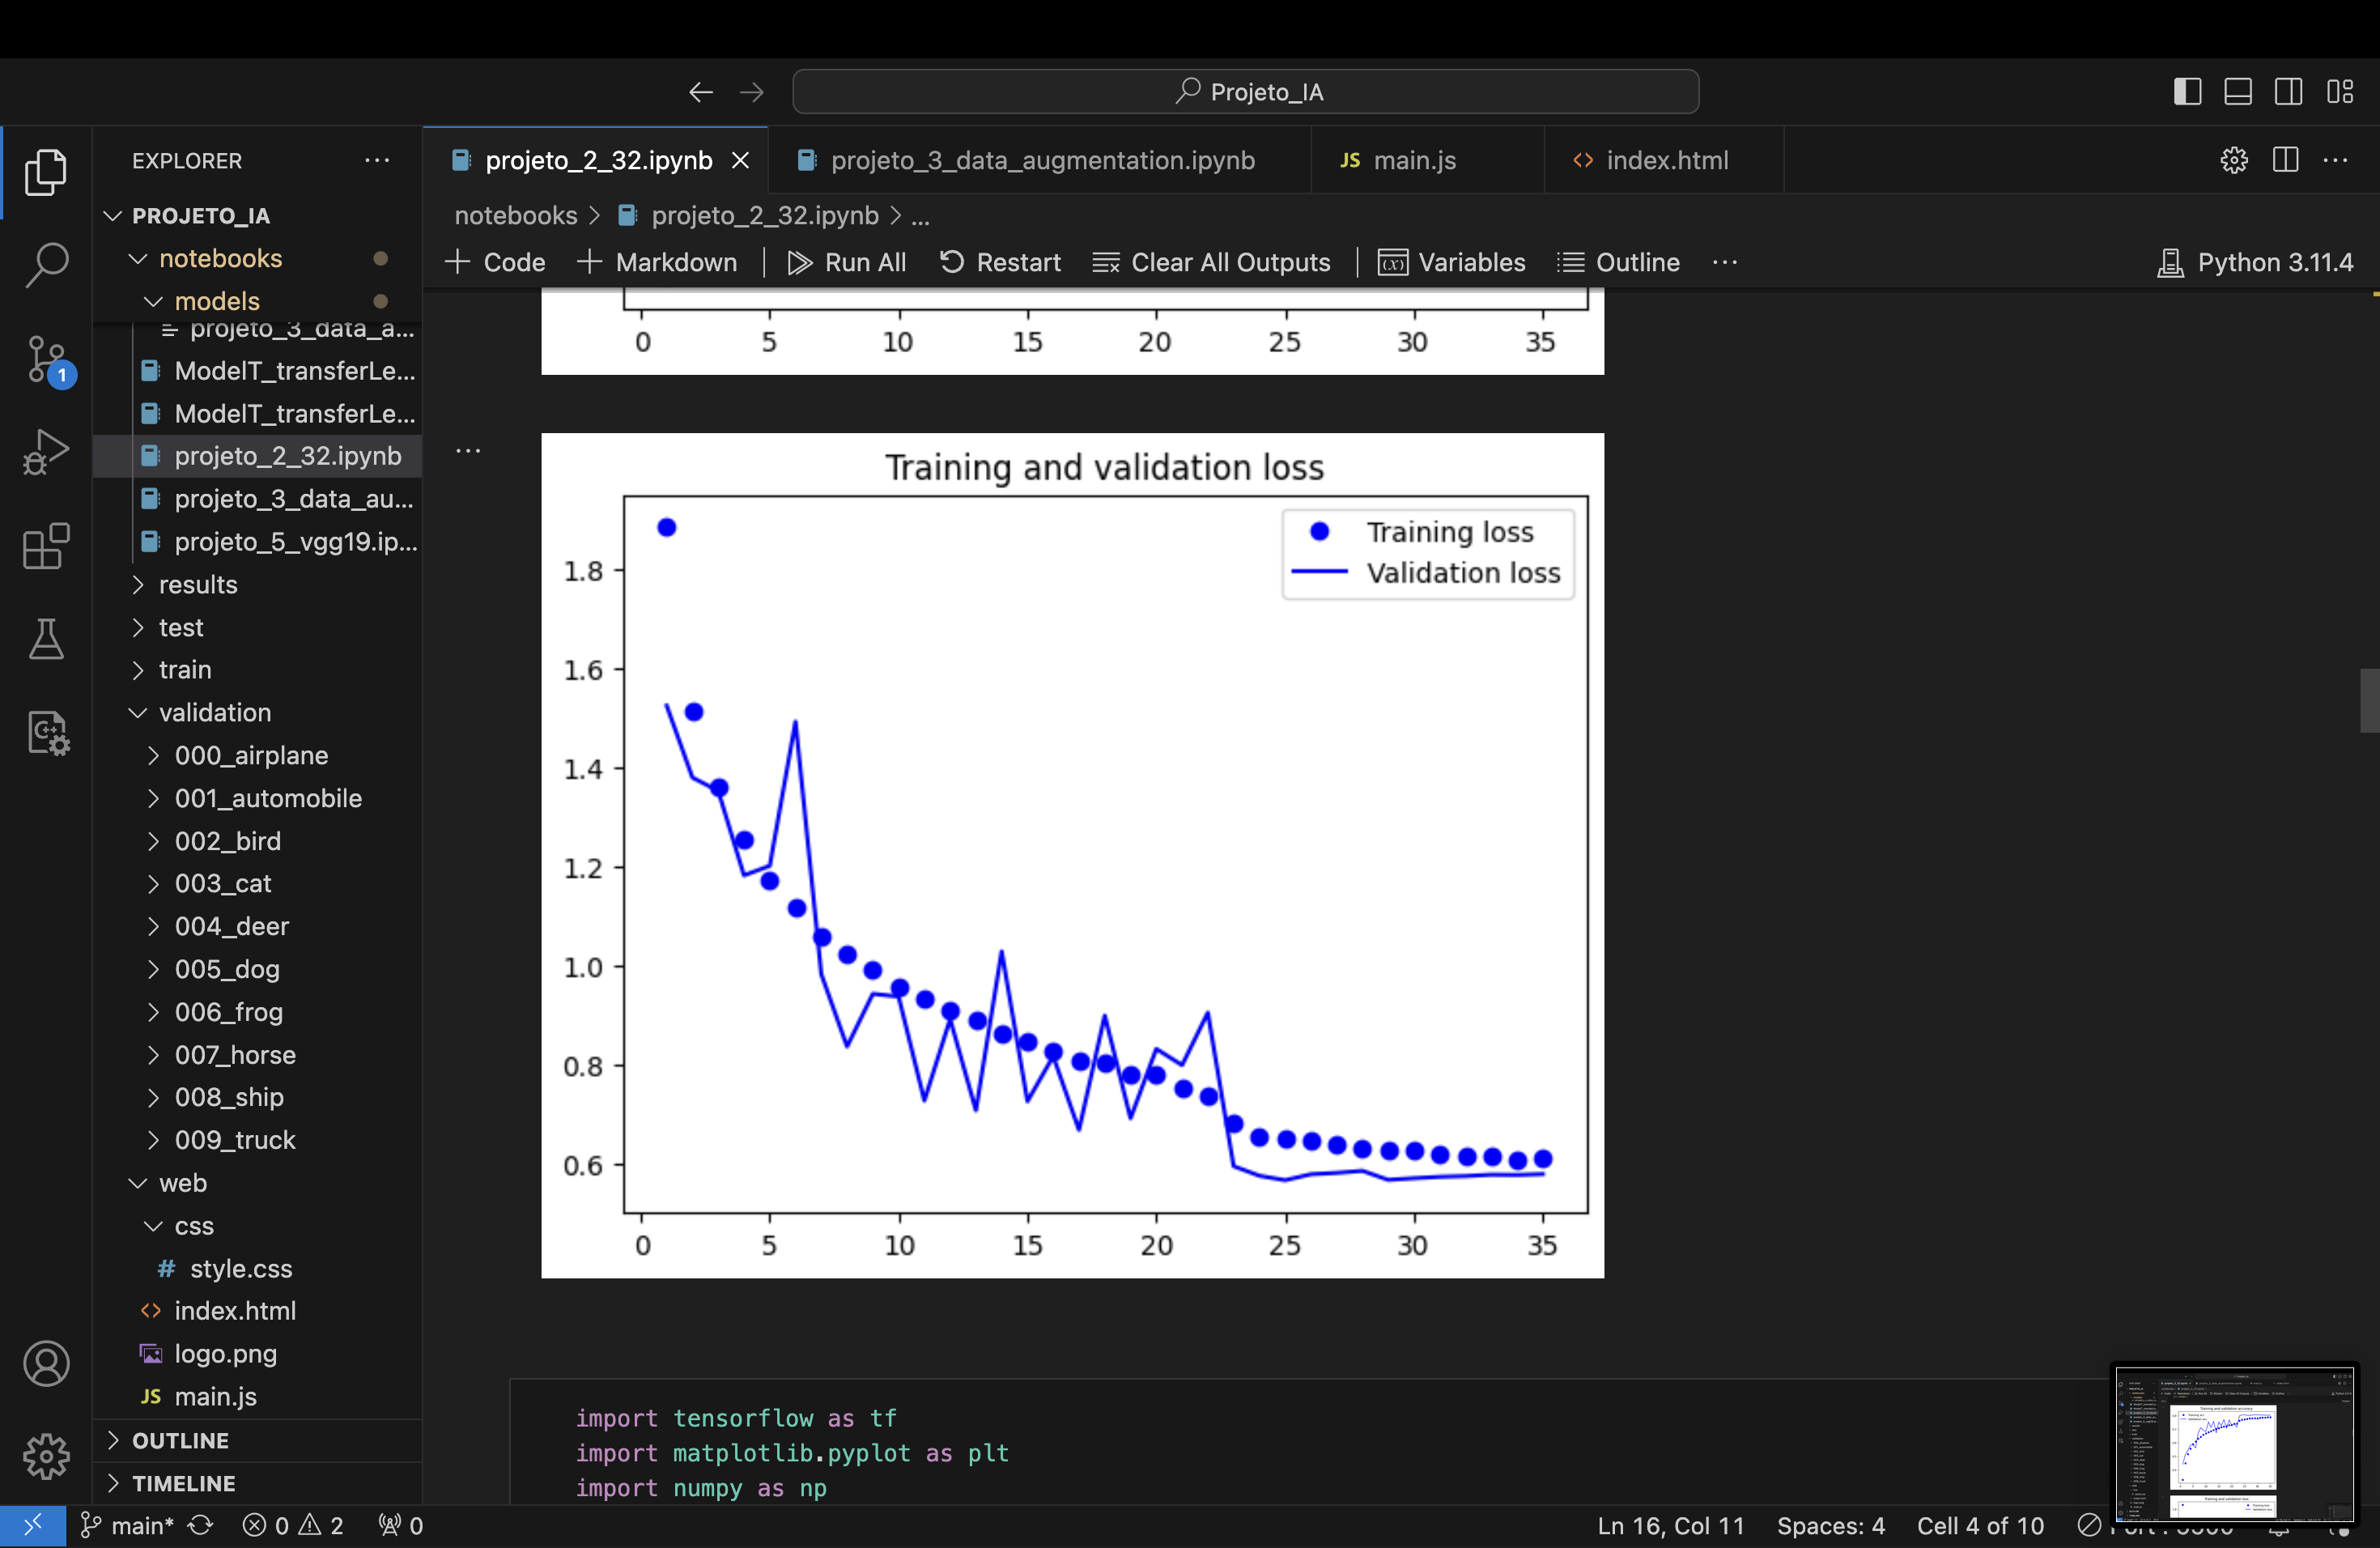 Projeto_IA
EXPLORER
PROJETO_IA
notebooks
models
projeto_3_data_a...
ModelT_transferLe...
ModelT_transferLe...
projeto_2_32.ipynb
projeto_3_data_au...
projeto_5_vgg19.ip...
results
test
train
validation
000_airplane
001_automobile
002_bird
003_cat
004_deer
005_dog
006_frog
007_horse
008_ship
009_truck
web
css
# style.css
<> index.html
logo.png
JS main.js
OUTLINE
TIMELINE
1
projeto_2_32.ipynb
projeto_3_data_augmentation.ipynb
JS main.js
<> index.html
notebooks > projeto_2_32.ipynb > ...
+ Code + Markdown Run All Restart Clear All Outputs Variables Outline ...
Python 3.11.4
0 5 10 15 20 25 30 35
Training and validation loss
Training loss
Validation loss
1.8
1.6
1.4
1.2
1.0
0.8
0.6
0 5 10 15 20 25 30 35
import tensorflow as tf
import matplotlib.pyplot as plt
import numpy as np
main* 0 2 0
Ln 16, Col 11 Spaces: 4 Cell 4 of 10